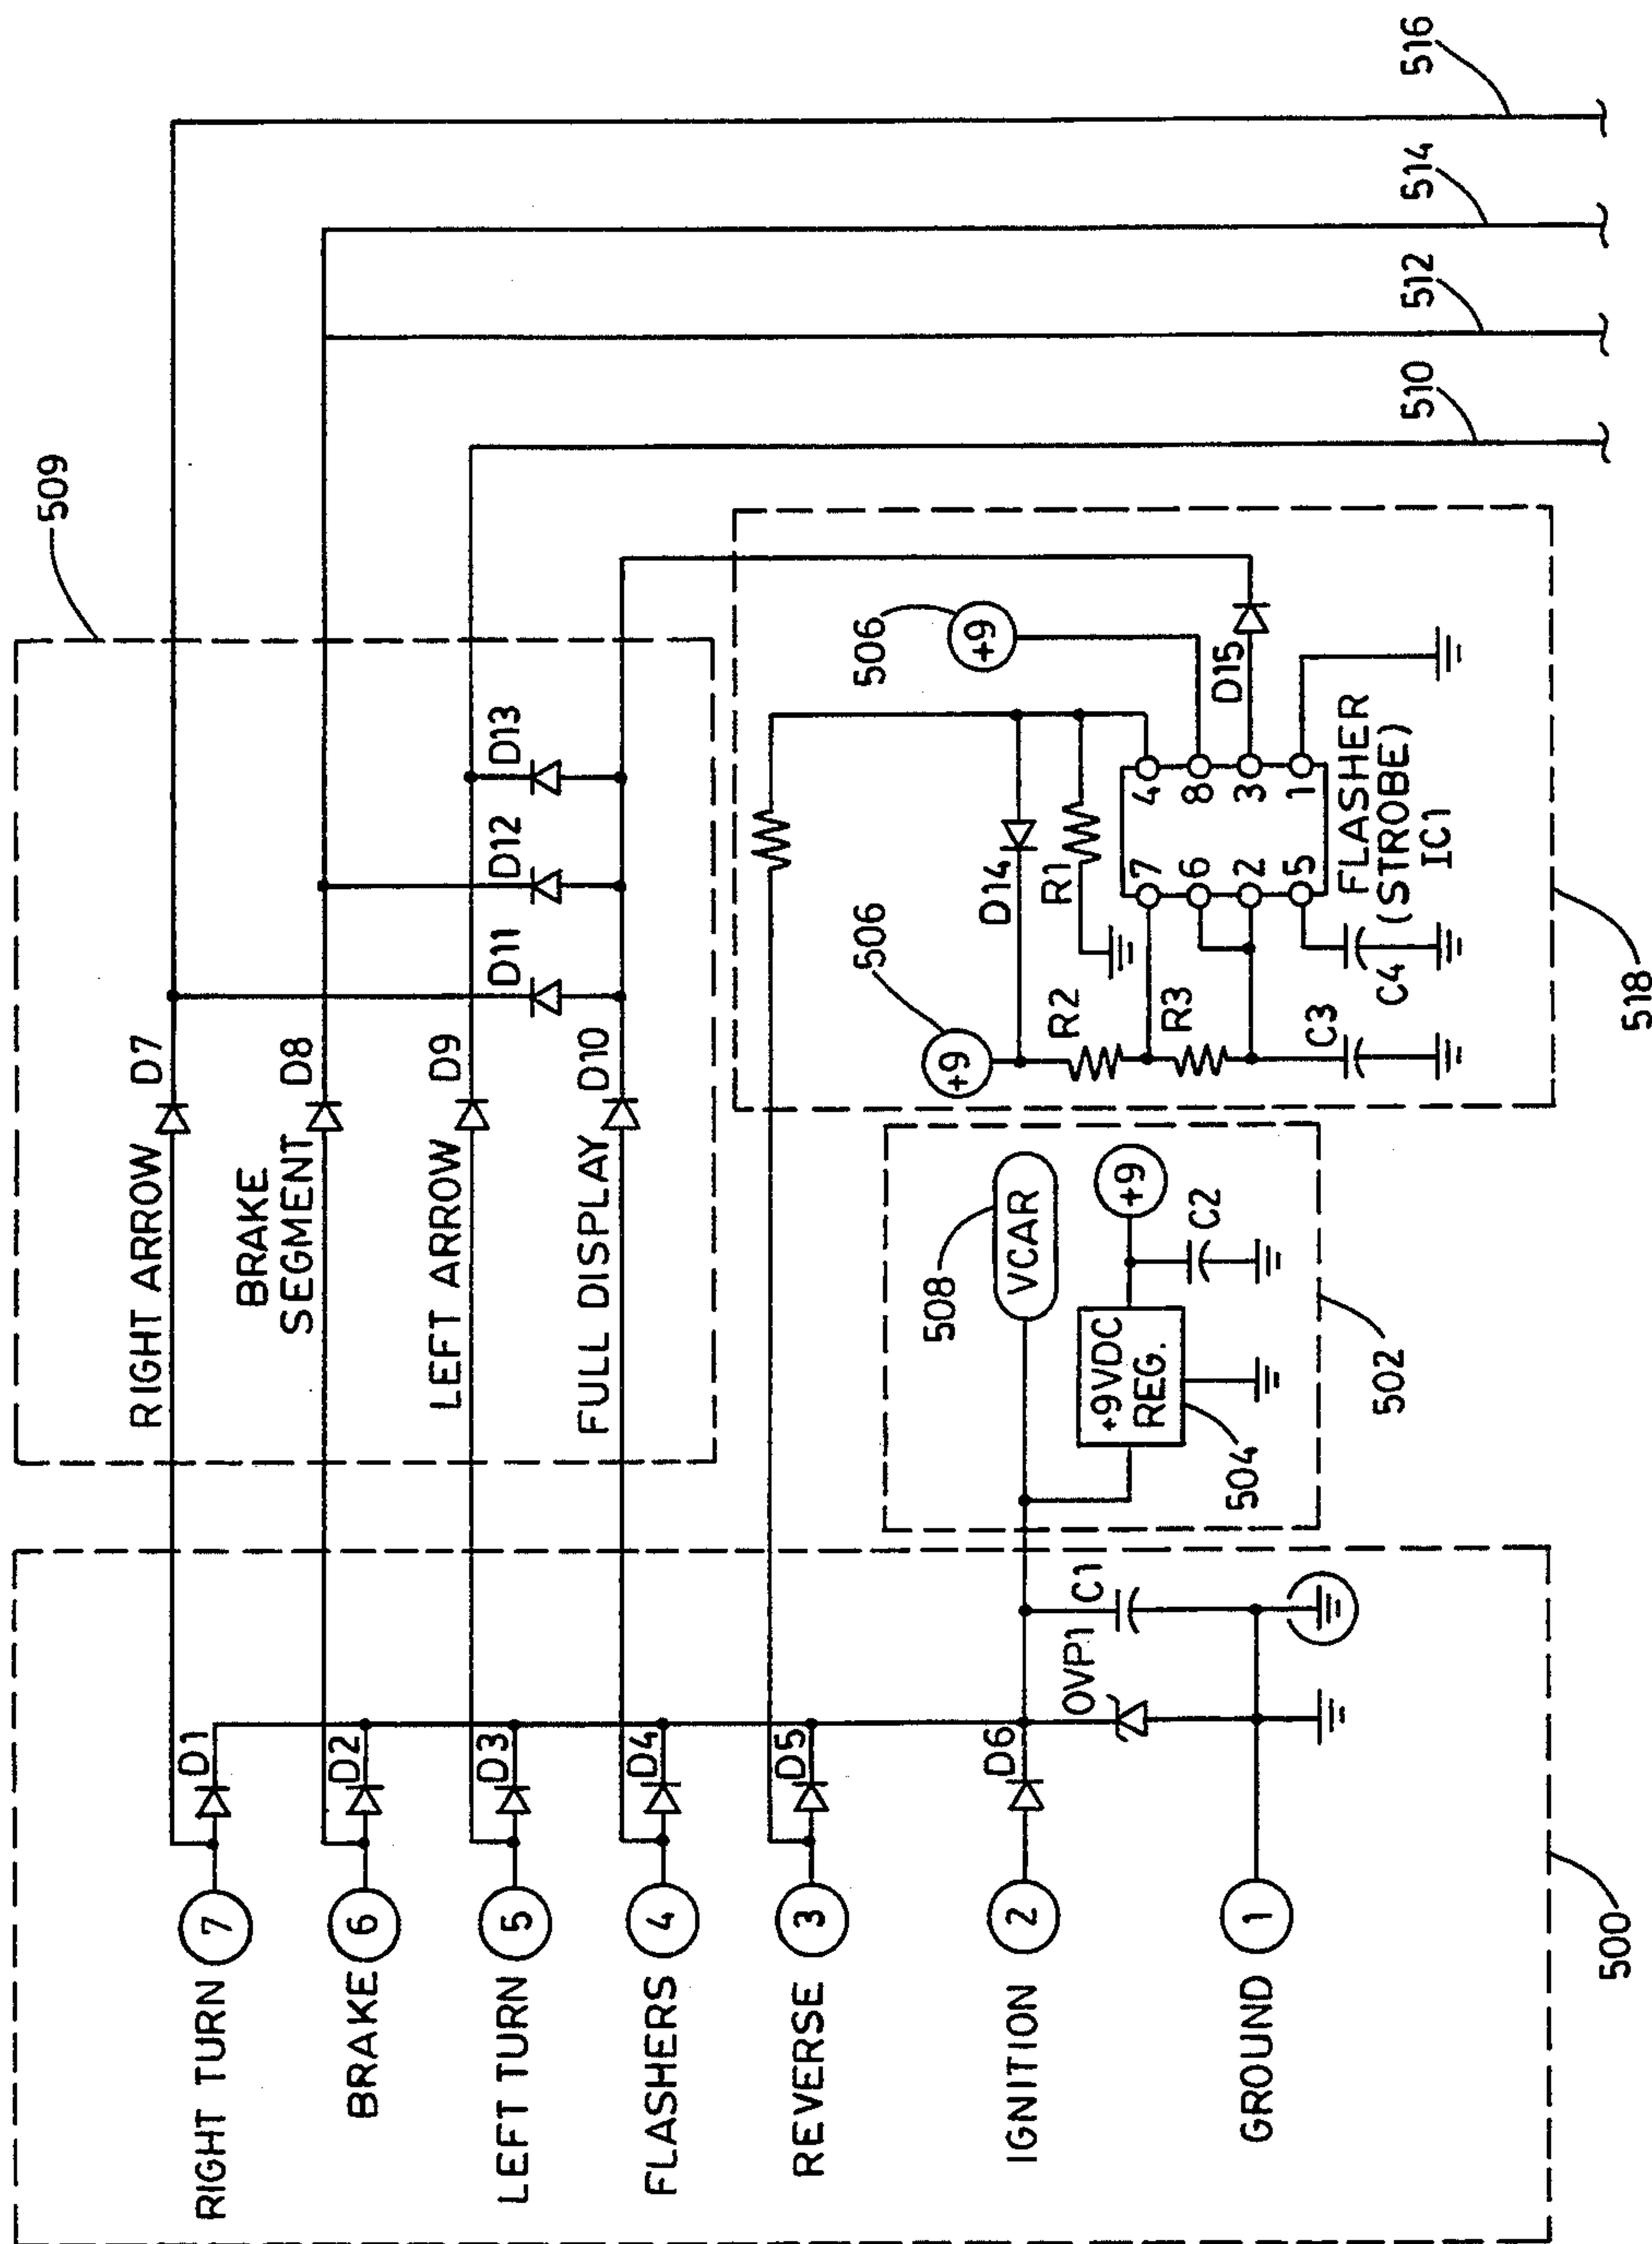 500
RIGHT TURN
7
D1
BRAKE
6
D2
LEFT TURN
5
D3
FLASHERS
4
D4
REVERSE
3
D5
IGNITION
2
D6
OVP1
C1
GROUND
1
509
RIGHT ARROW
D7
BRAKE
SEGMENT
D8
LEFT ARROW
D9
FULL DISPLAY
D10
D11
D12
D13
502
508
VCAR
+9VDC
REG.
504
+9
C2
518
506
+9
R2
R3
C3
D14
R1
506
+9
7
6
2
5
4
8
3
1
C4
D15
FLASHER
(STROBE)
IC1
510
512
514
516